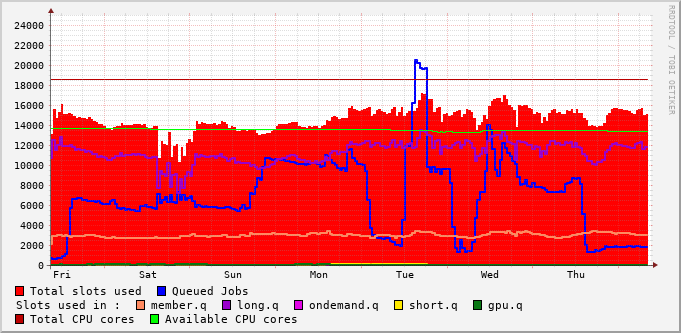 RRDTOOL / TOBI OETIKER
24000
22000
20000
18000
16000
14000
12000
10000
8000
6000
4000
2000
0
Fri Sat Sun Mon Tue Wed Thu
Total slots used Queued Jobs
Slots used in : member.q long.q ondemand.q short.q gpu.q
Total CPU cores Available CPU cores